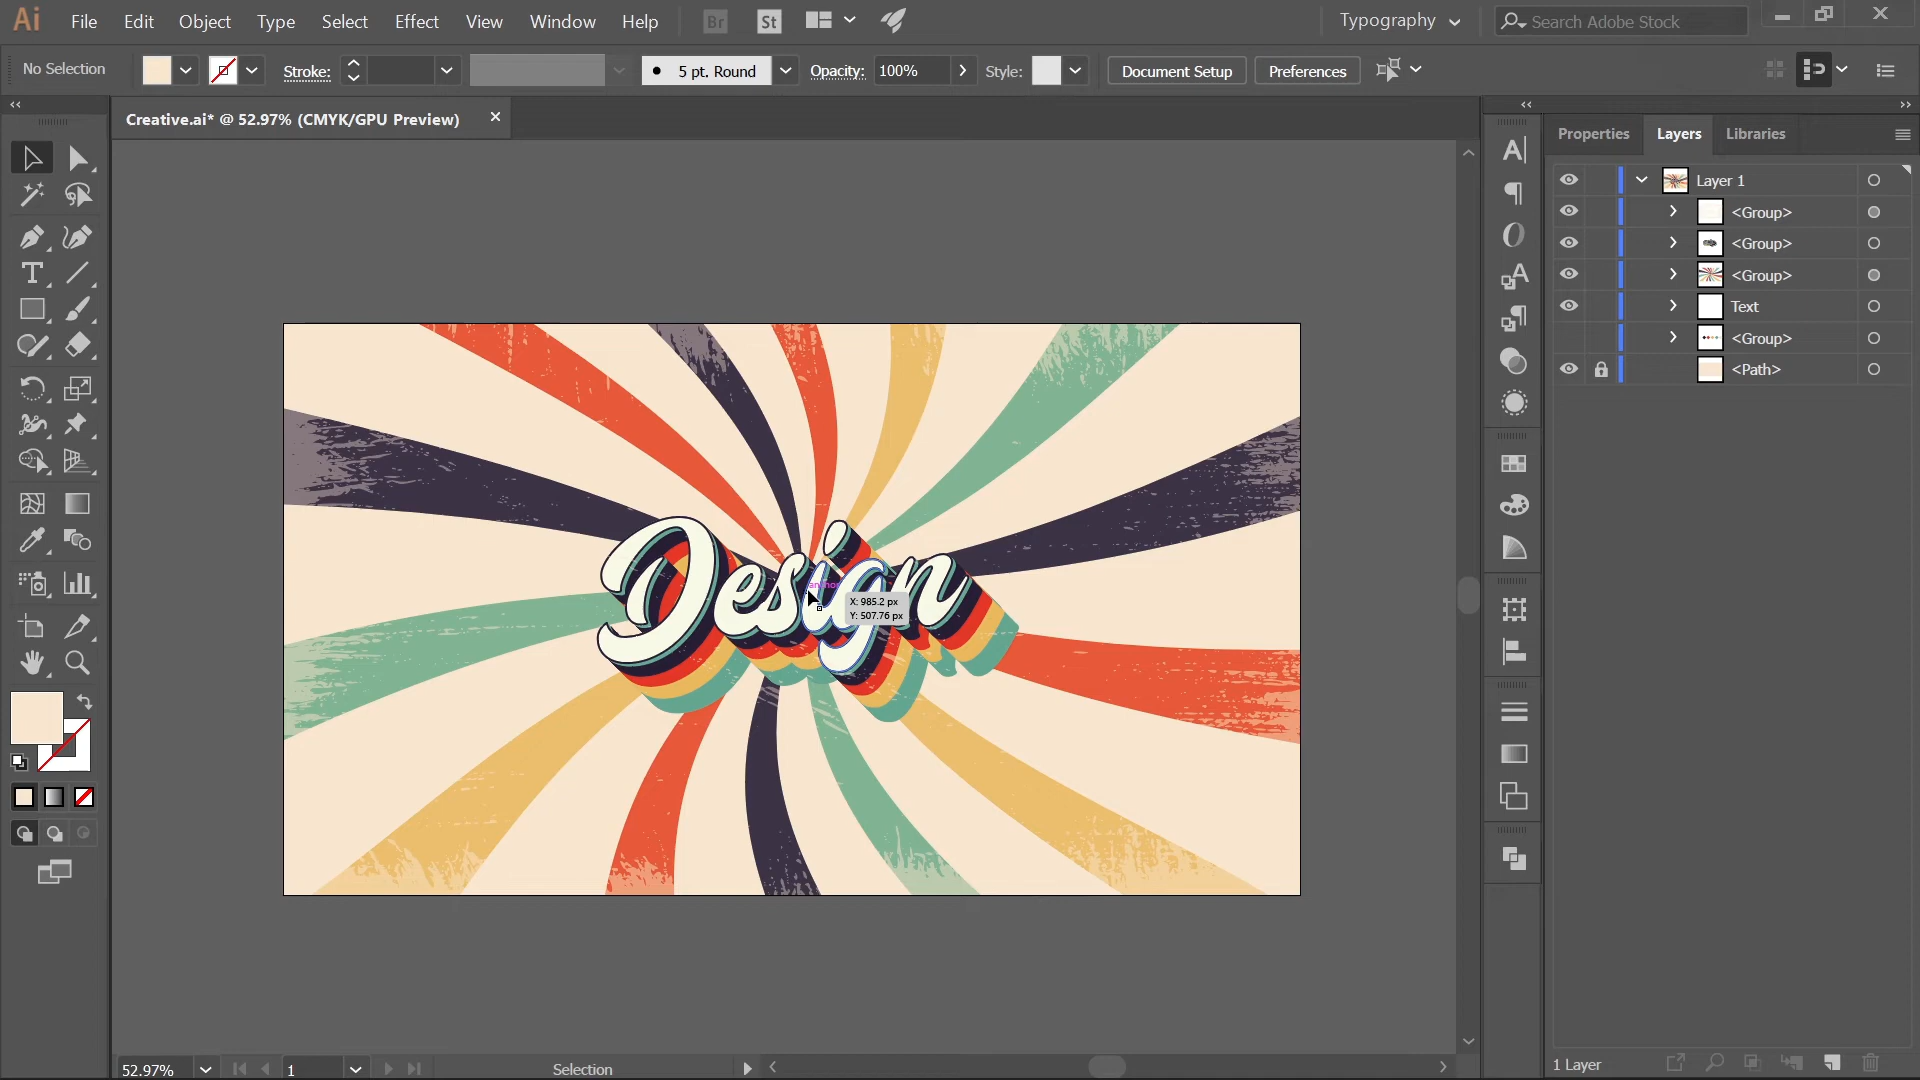 Ai File Edit Object Type Select Effect View Window Help Br St Typography Search Adobe Stock
No Selection Stroke: 5 pt. Round Opacity: 100% Style: Document Setup Preferences
Creative.ai* @ 52.97% (CMYK/GPU Preview)
Properties Layers Libraries
Layer 1
<Group>
<Group>
<Group>
Text
<Group>
<Path>
Design
anchor
X: 985.2 px
Y: 507.76 px
52.97% 1 Selection
1 Layer